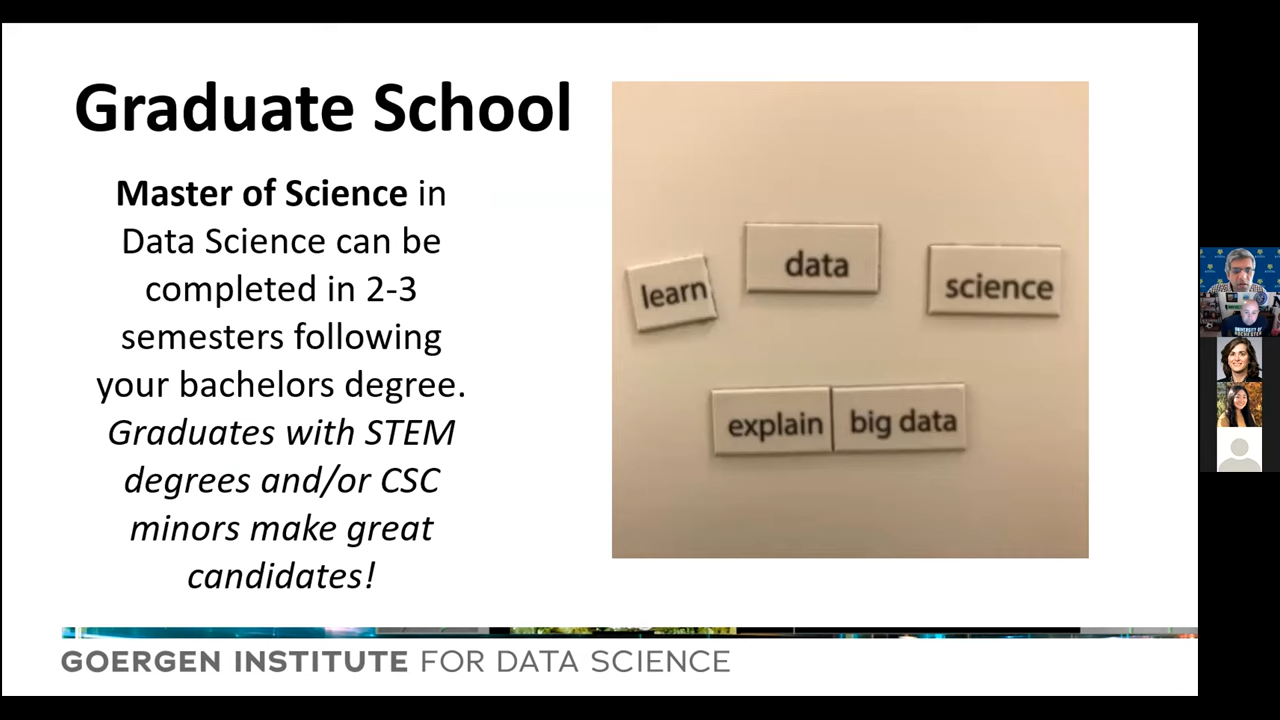 Graduate School
Master of Science in
Data Science can be
completed in 2-3
semesters following
your bachelors degree.
Graduates with STEM
degrees and/or CSC
minors make great
candidates!
learn
data
science
explain
big data
GOERGEN INSTITUTE FOR DATA SCIENCE